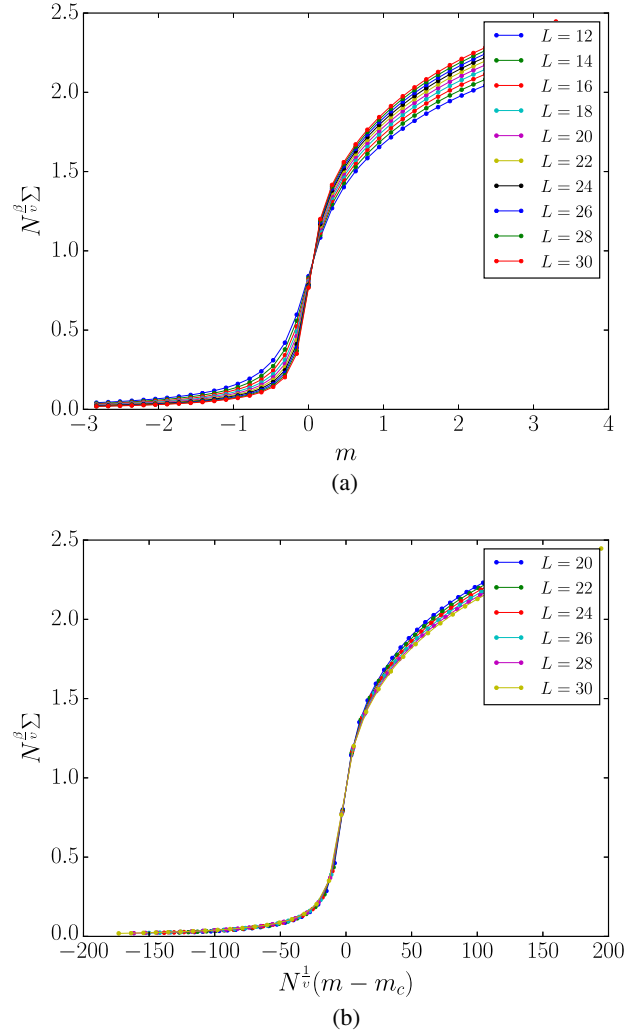 2.5
2.0
1.5
1.0
0.5
0.0
N^{β/ν}Σ
−3 −2 −1 0 1 2 3 4
m
L = 12
L = 14
L = 16
L = 18
L = 20
L = 22
L = 24
L = 26
L = 28
L = 30
(a)
2.5
2.0
1.5
1.0
0.5
0.0
N^{β/ν}Σ
−200 −150 −100 −50 0 50 100 150 200
N^{1/ν}(m − m_c)
L = 20
L = 22
L = 24
L = 26
L = 28
L = 30
(b)